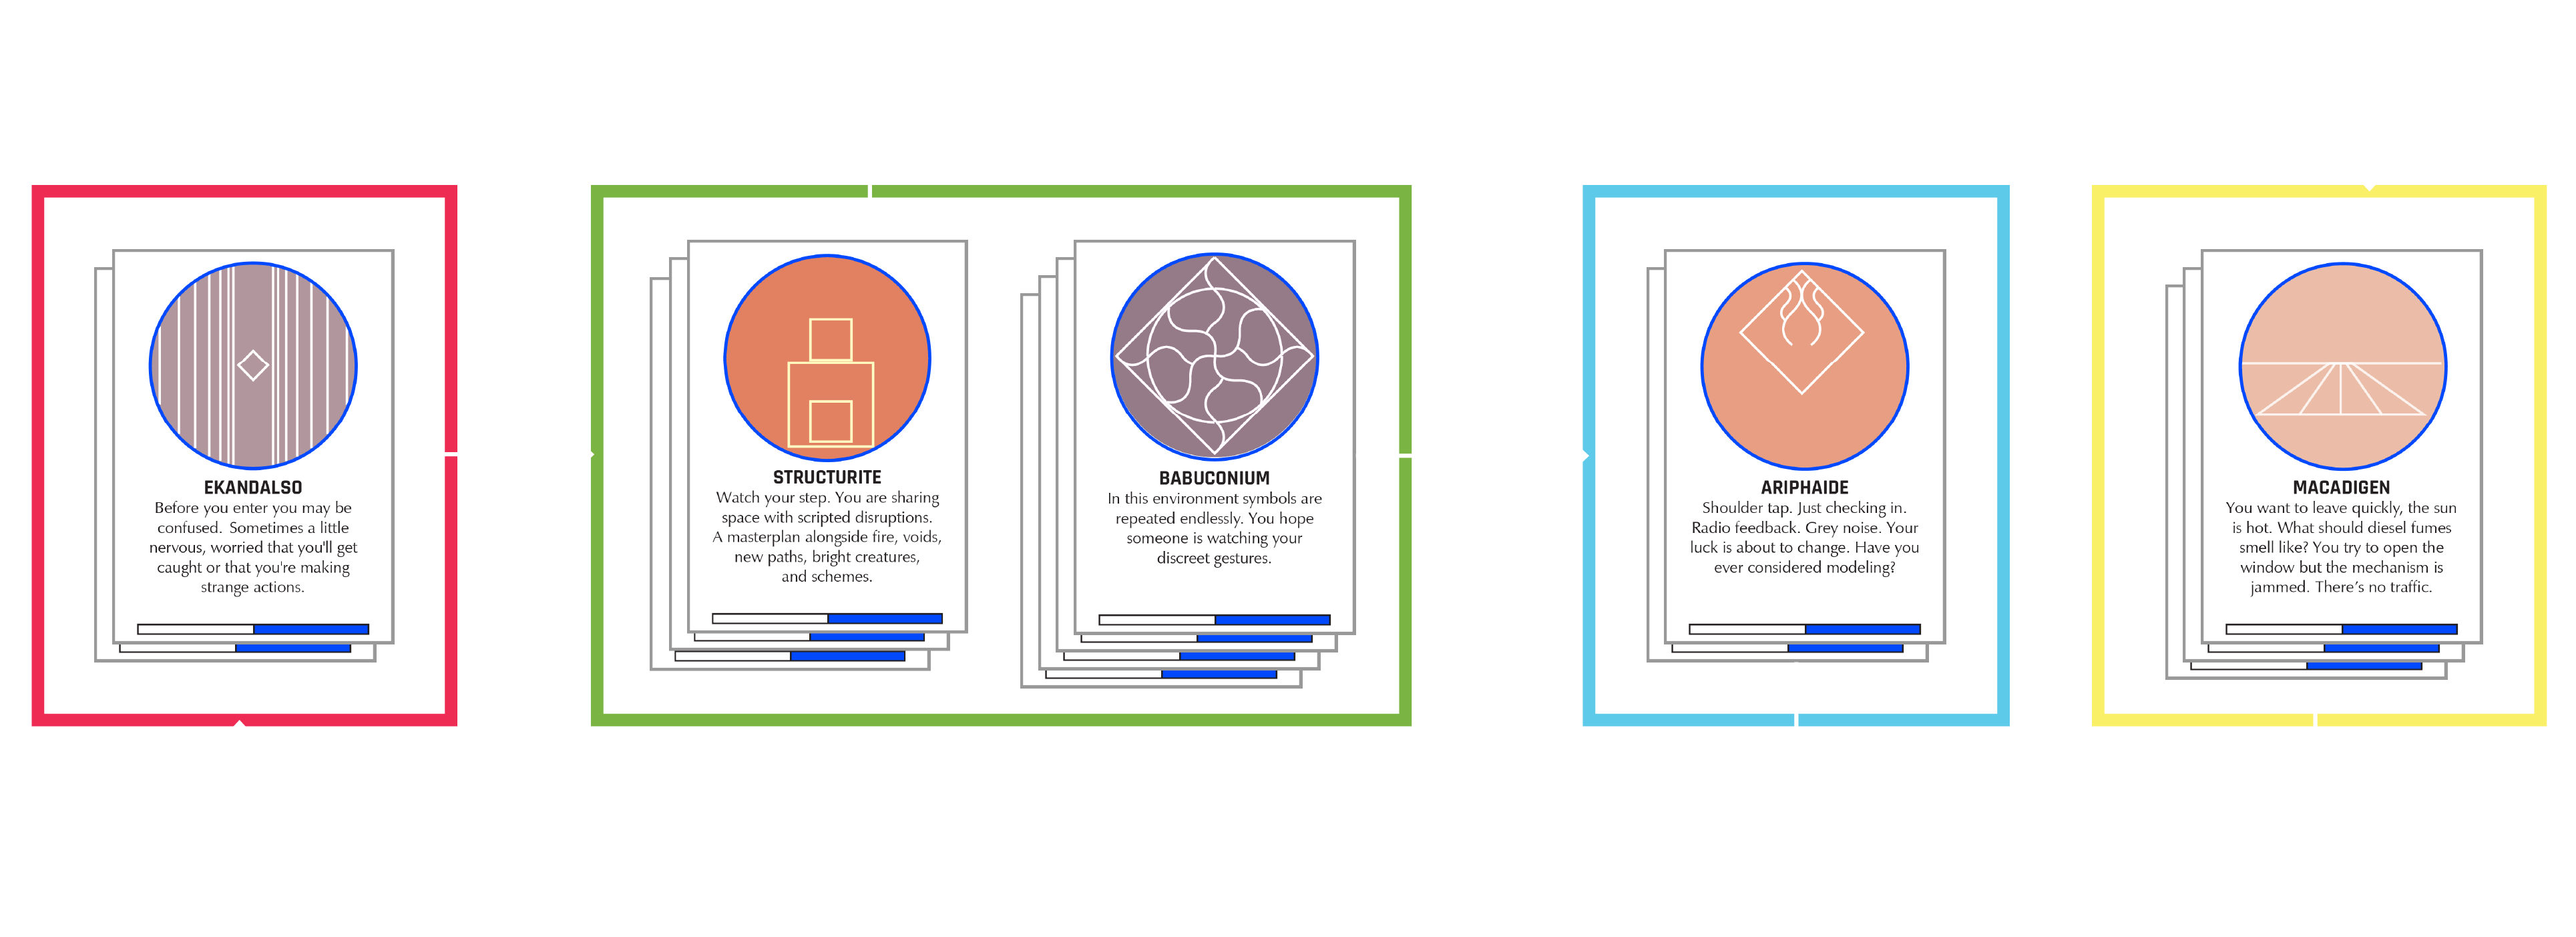 EKANDALSO
Before you enter you may be
confused. Sometimes a little
nervous, worried that you'll get
caught or that you're making
strange actions.
STRUCTURITE
Watch your step. You are sharing
space with scripted disruptions.
A masterplan alongside fire, voids,
new paths, bright creatures,
and schemes.
BABUCONIUM
In this environment symbols are
repeated endlessly. You hope
someone is watching your
discreet gestures.
ARIPHAIDE
Shoulder tap. Just checking in.
Radio feedback. Grey noise. Your
luck is about to change. Have you
ever considered modeling?
MACADIGEN
You want to leave quickly, the sun
is hot. What should diesel fumes
smell like? You try to open the
window but the mechanism is
jammed. There’s no traffic.